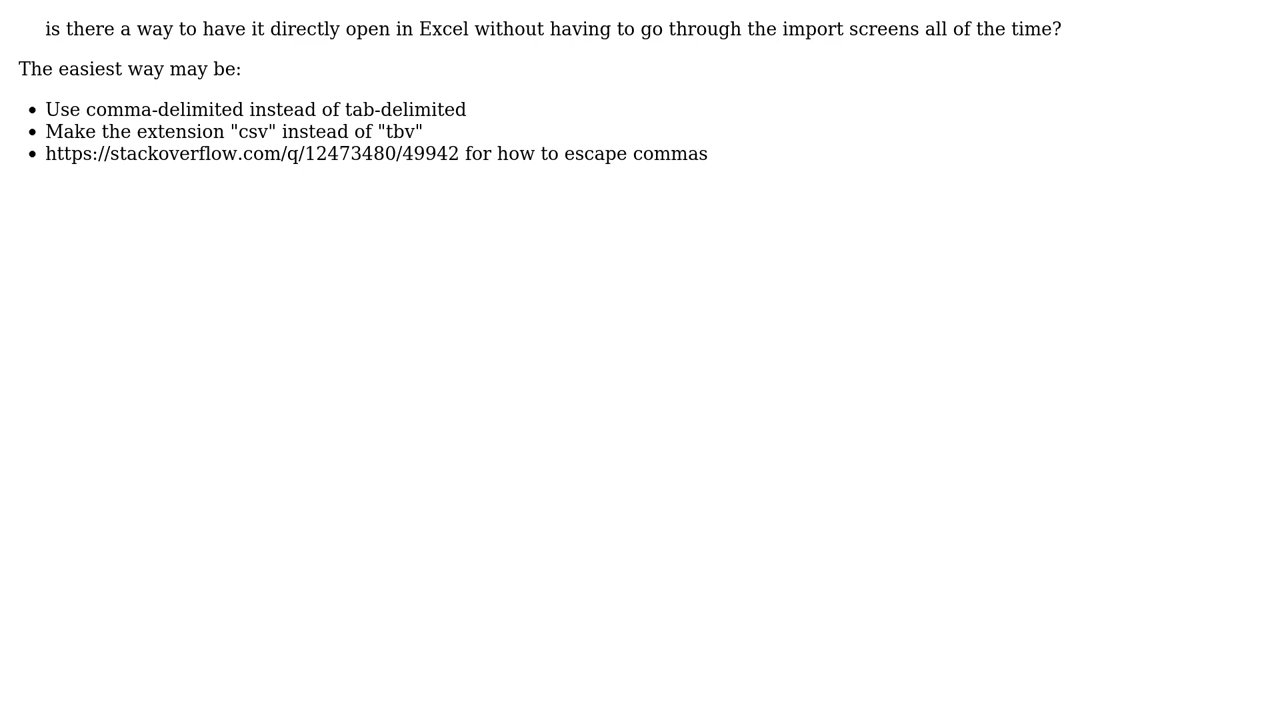 is there a way to have it directly open in Excel without having to go through the import screens all of the time?
The easiest way may be:
Use comma-delimited instead of tab-delimited
Make the extension "csv" instead of "tbv"
https://stackoverflow.com/q/12473480/49942 for how to escape commas